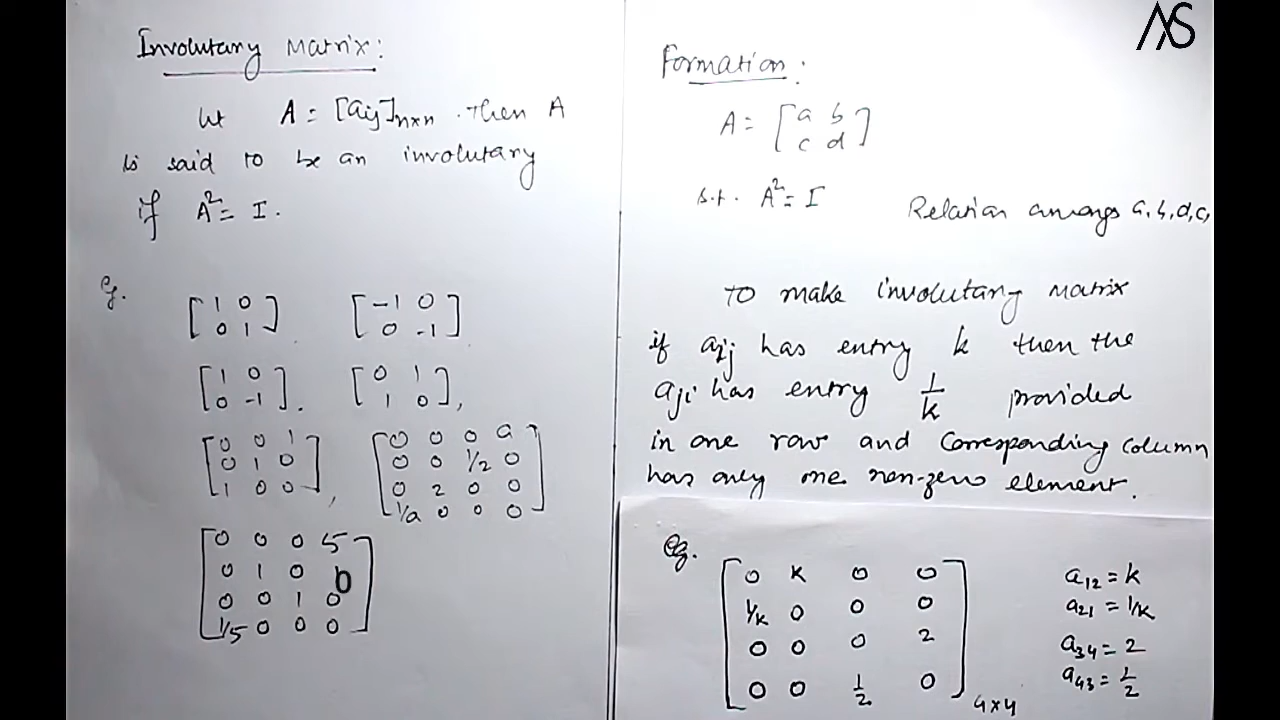 Involutary Matrix:
let A = [aij]n×n . Then A
is said to be an involutary
if A² = I.
eg.
[1 0
0 1]
[-1 0
0 -1]
[1 0
0 -1].
[0 1
1 0],
[0 0 1
0 1 0
1 0 0],
[0 0 0 a
0 0 1/2 0
0 2 0 0
1/a 0 0 0]
[0 0 0 5
0 1 0 0
0 0 1 0
1/5 0 0 0]
NS
Formation:
A = [a b
c d]
s.t. A² = I Relation among a, b, d, c,
To make involutary matrix
if aij has entry k then the
aji has entry 1/k provided
in one row and corresponding column
has only one non-zero element.
eg.
[0 k 0 0
1/k 0 0 0
0 0 0 2
0 0 1/2 0]4×4
a12 = k
a21 = 1/k
a34 = 2
a43 = 1/2